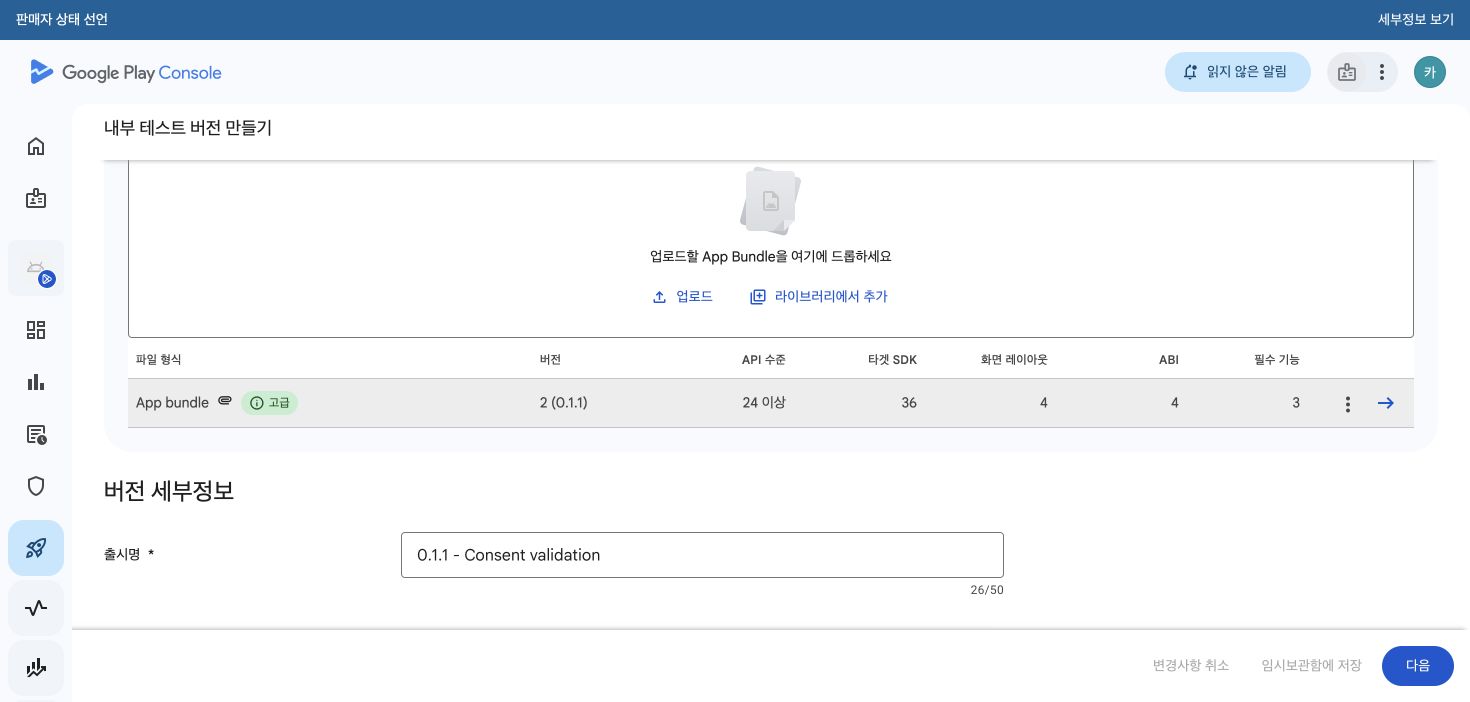 판매자 상태 선언
세부정보 보기
Google Play Console
읽지 않은 알림
카
내부 테스트 버전 만들기
업로드할 App Bundle을 여기에 드롭하세요
업로드
라이브러리에서 추가
파일 형식 버전 API 수준 타겟 SDK 화면 레이아웃 ABI 필수 기능
App bundle 고급 2 (0.1.1) 24 이상 36 4 4 3
버전 세부정보
출시명 *
0.1.1 - Consent validation
26/50
변경사항 취소
임시보관함에 저장
다음